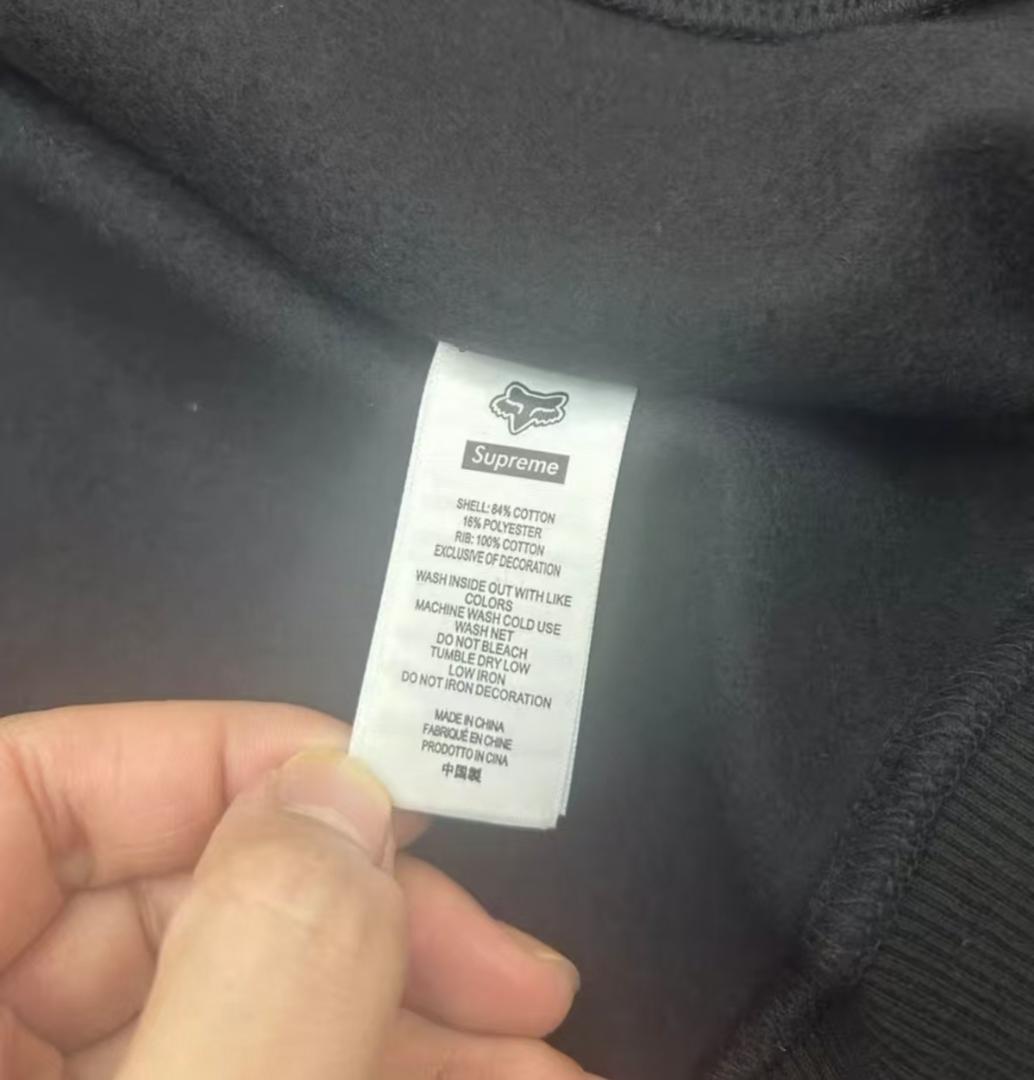 Supreme
SHELL: 84% COTTON
16% POLYESTER
RIB: 100% COTTON
EXCLUSIVE OF DECORATION
WASH INSIDE OUT WITH LIKE
COLORS
MACHINE WASH COLD USE
WASH NET
DO NOT BLEACH
TUMBLE DRY LOW
LOW IRON
DO NOT IRON DECORATION
MADE IN CHINA
FABRIQUÉ EN CHINE
PRODOTTO IN CINA
中国製